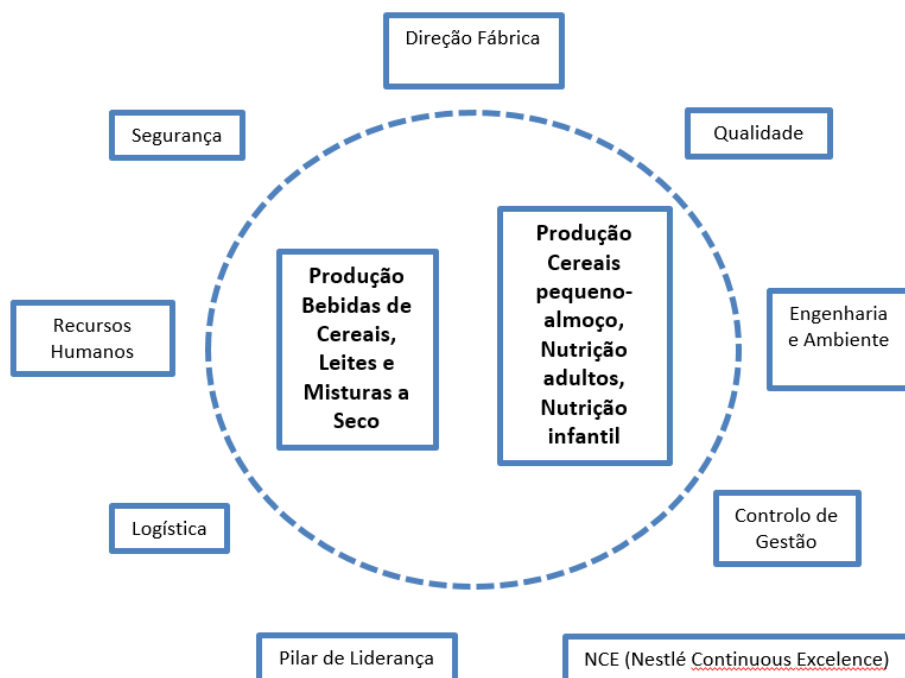 Direção Fábrica
Segurança
Qualidade
Produção
Cereais
pequeno-
almoço,
Nutrição
adultos,
Nutrição
infantil
Produção
Bebidas de
Cereais,
Leites e
Misturas a
Seco
Recursos
Humanos
Engenharia
e Ambiente
Logística
Controlo de
Gestão
Pilar de Liderança
NCE (Nestlé Continuous Excelence)